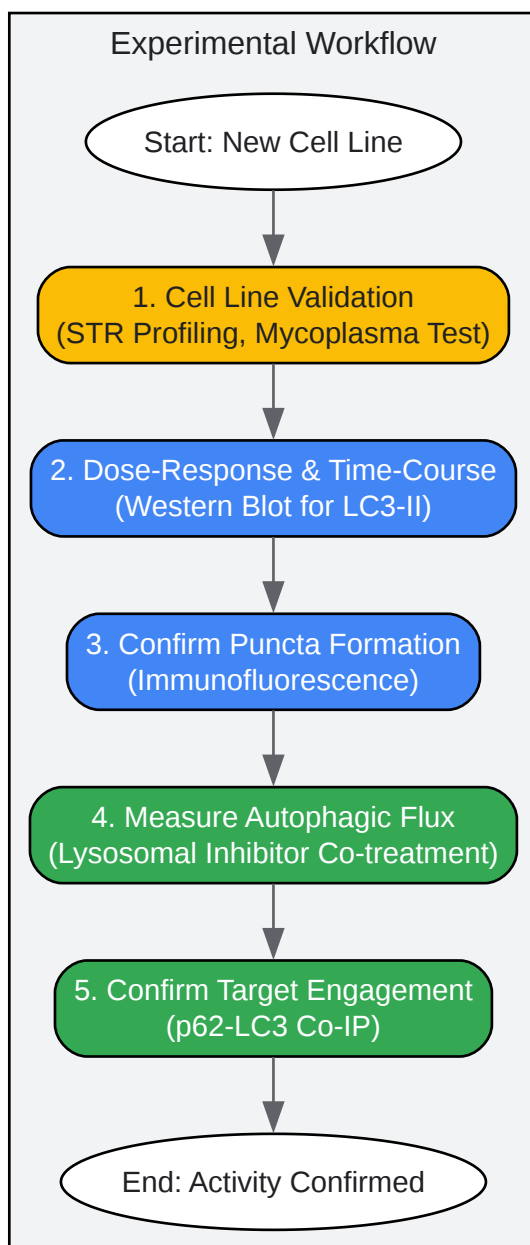 Experimental Workflow
Start: New Cell Line
1. Cell Line Validation
(STR Profiling, Mycoplasma Test)
2. Dose-Response & Time-Course
(Western Blot for LC3-II)
3. Confirm Puncta Formation
(Immunofluorescence)
4. Measure Autophagic Flux
(Lysosomal Inhibitor Co-treatment)
5. Confirm Target Engagement
(p62-LC3 Co-IP)
End: Activity Confirmed